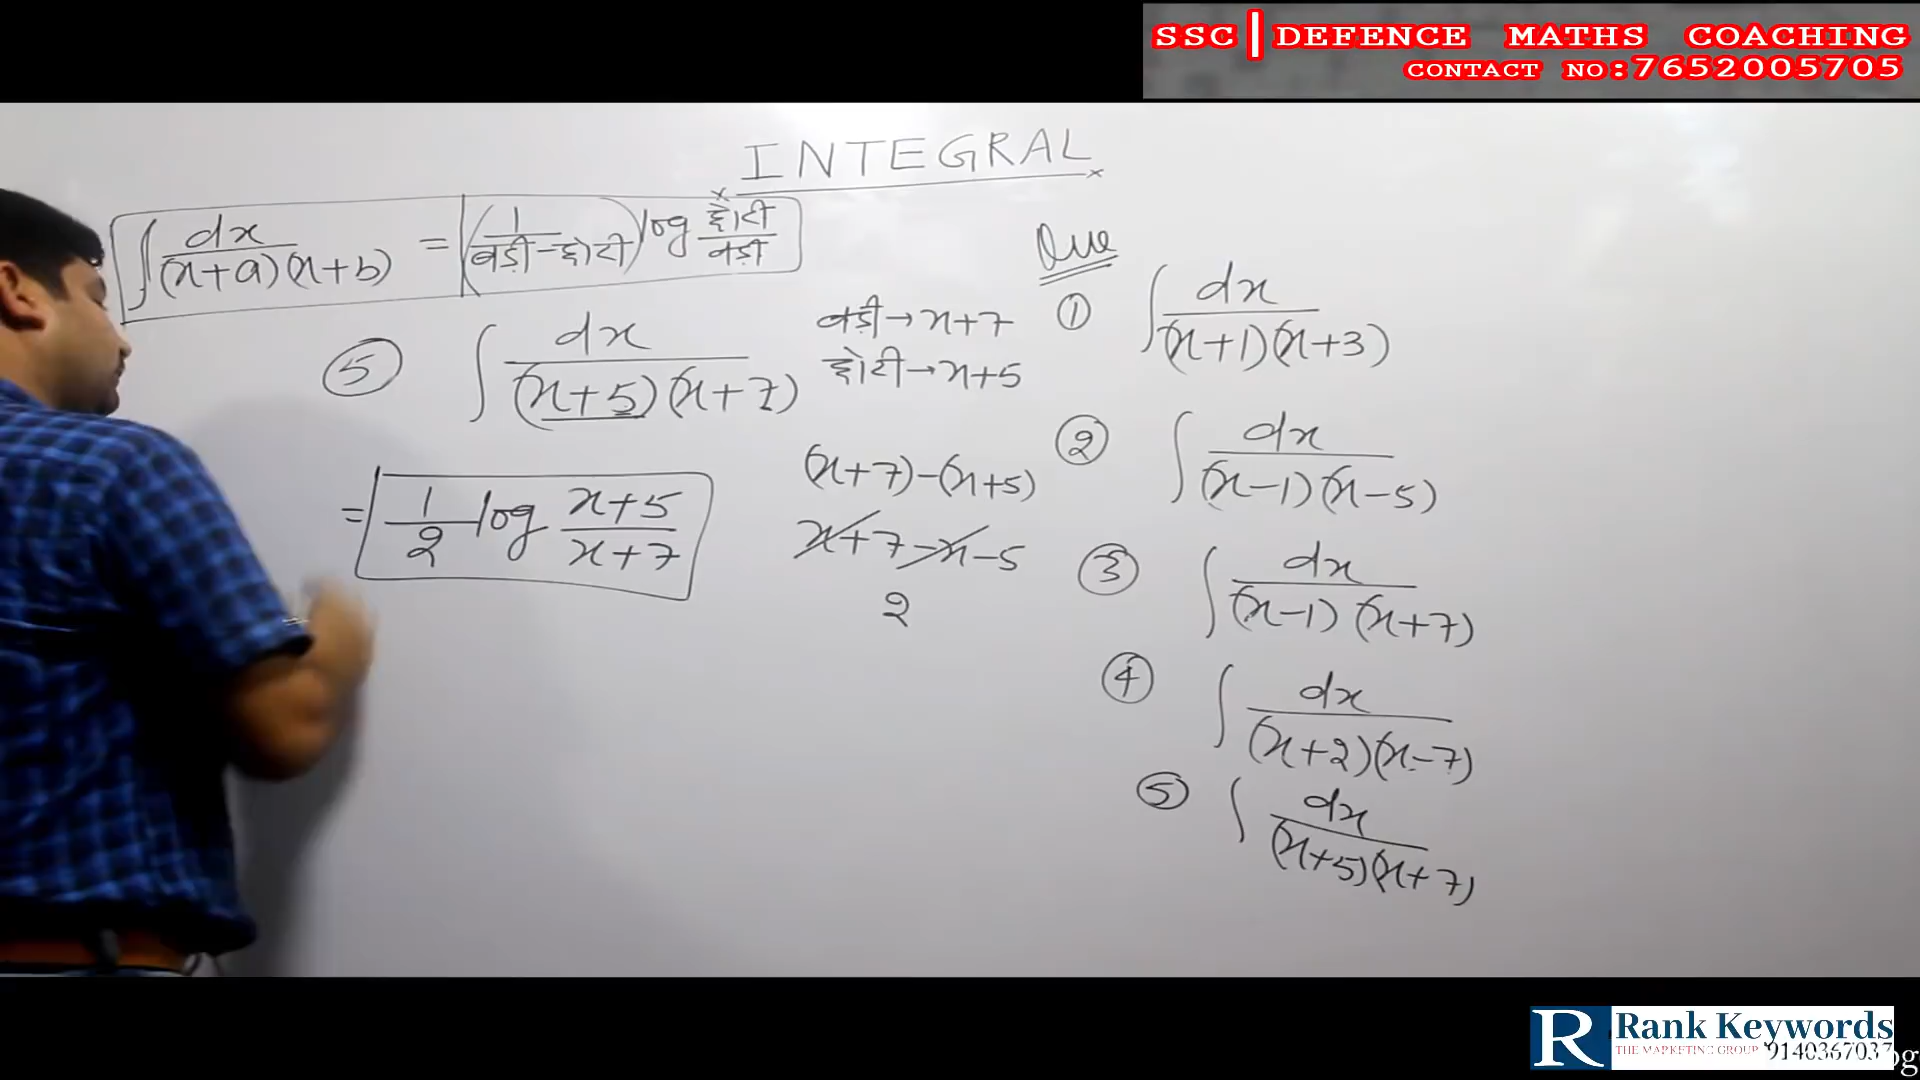 SSC | DEFENCE MATHS COACHING
CONTACT NO:7652005705
INTEGRAL
∫ dx/(x+a)(x+b) = (1/बड़ी-छोटी) log छोटी/बड़ी
⑤ ∫ dx/(x+5)(x+7)
बड़ी→x+7
छोटी→x+5
= 1/2 log x+5/x+7
(x+7)-(x+5)
x+7-x-5
2
Que
① ∫ dx/(x+1)(x+3)
② ∫ dx/(x-1)(x-5)
③ ∫ dx/(x-1)(x+7)
④ ∫ dx/(x+2)(x-7)
⑤ ∫ dx/(x+5)(x+7)
R Rank Keywords
THE MARKETING GROUP
9140367037